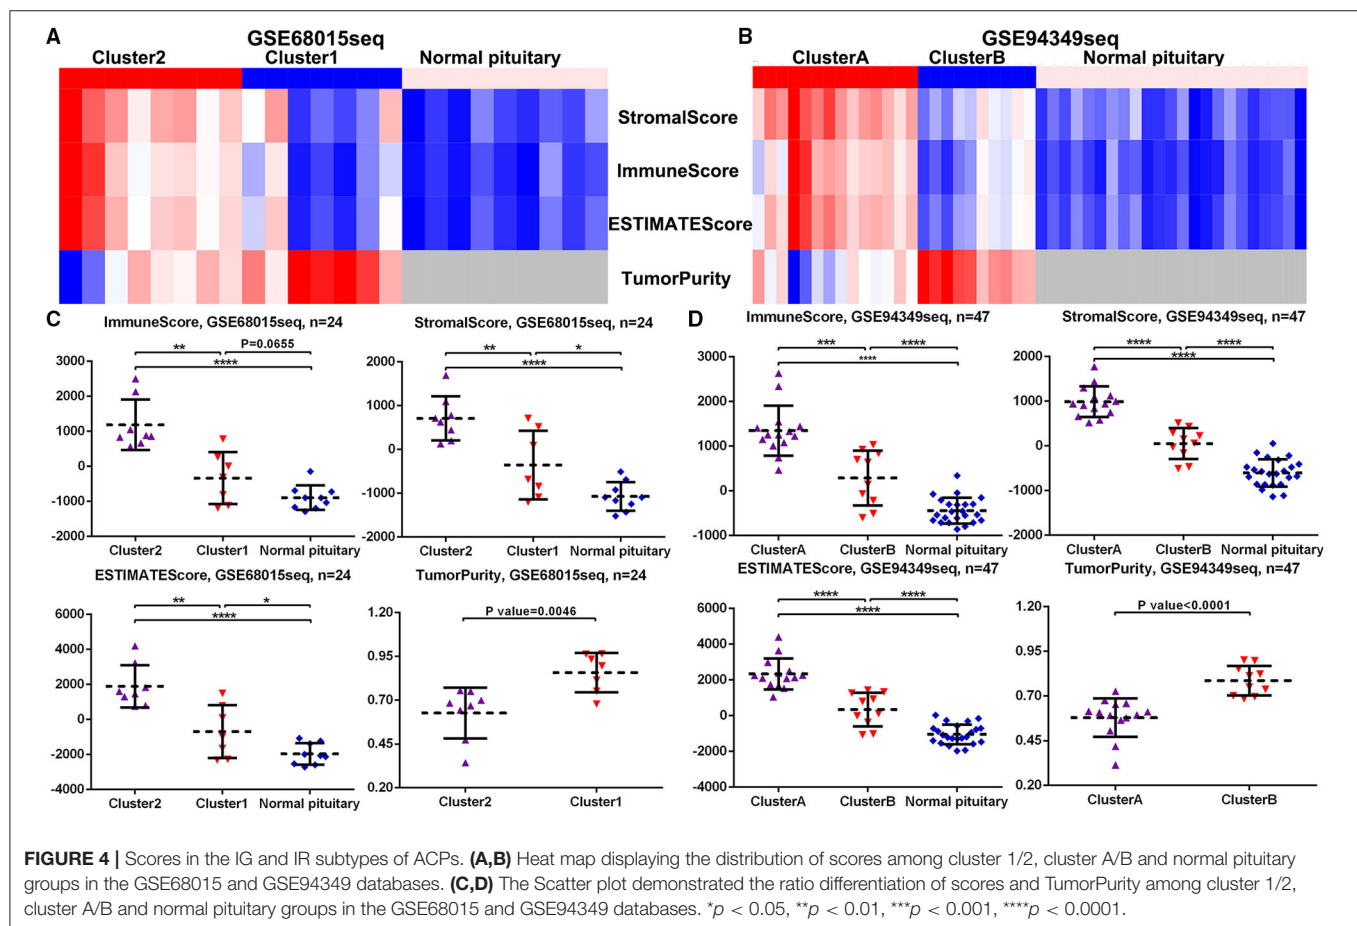 A
GSE68015seq
Cluster2 Cluster1 Normal pituitary
B
GSE94349seq
ClusterA ClusterB Normal pituitary
StromalScore
ImmuneScore
ESTIMATEScore
TumorPurity
C
ImmuneScore, GSE68015seq, n=24
** P=0.0655
****
3000
2000
1000
0
-1000
-2000
Cluster2 Cluster1 Normal pituitary
StromalScore, GSE68015seq, n=24
** *
****
2000
1000
0
-1000
-2000
Cluster2 Cluster1 Normal pituitary
ESTIMATEScore, GSE68015seq, n=24
** *
****
6000
4000
2000
0
-2000
-4000
Cluster2 Cluster1 Normal pituitary
TumorPurity, GSE68015seq, n=24
P value=0.0046
1.20
0.95
0.70
0.45
0.20
Cluster2 Cluster1
D
ImmuneScore, GSE94349seq, n=47
*** ****
****
3000
2000
1000
0
-1000
ClusterA ClusterB Normal pituitary
StromalScore, GSE94349seq, n=47
**** ****
****
2000
1000
0
-1000
-2000
ClusterA ClusterB Normal pituitary
ESTIMATEScore, GSE94349seq, n=47
**** ****
****
6000
4000
2000
0
-2000
-4000
ClusterA ClusterB Normal pituitary
TumorPurity, GSE94349seq, n=47
P value<0.0001
1.20
0.95
0.70
0.45
0.20
ClusterA ClusterB
FIGURE 4 | Scores in the IG and IR subtypes of ACPs. (A,B) Heat map displaying the distribution of scores among cluster 1/2, cluster A/B and normal pituitary
groups in the GSE68015 and GSE94349 databases. (C,D) The Scatter plot demonstrated the ratio differentiation of scores and TumorPurity among cluster 1/2,
cluster A/B and normal pituitary groups in the GSE68015 and GSE94349 databases. *p < 0.05, **p < 0.01, ***p < 0.001, ****p < 0.0001.